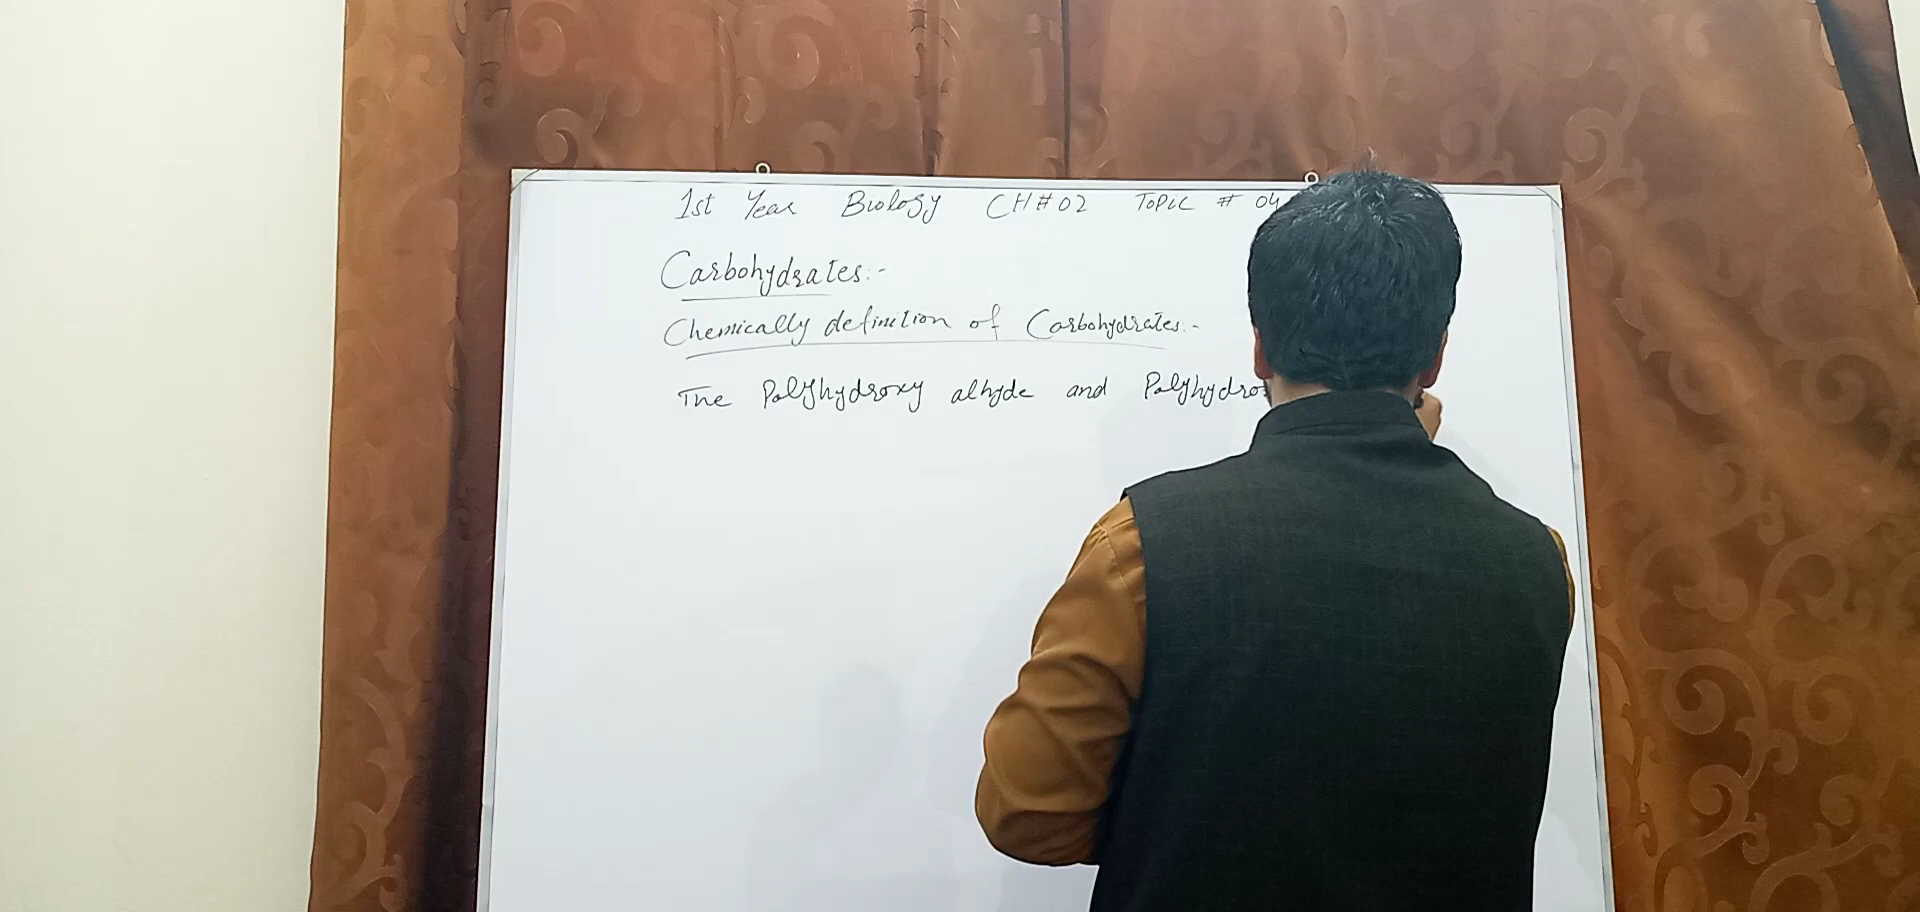 1st Year Biology CH#02 Topic # 04
Carbohydrates:-
Chemically definition of Carbohydrates:-
The Polyhydroxy alhyde and Polyhydro